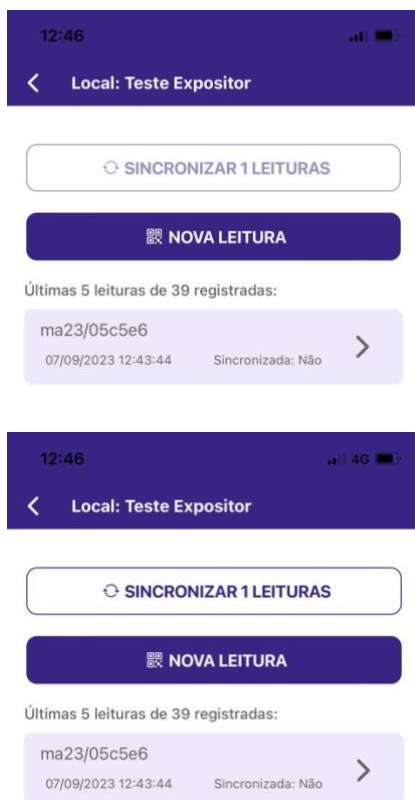 12:46
Local: Teste Expositor
SINCRONIZAR 1 LEITURAS
NOVA LEITURA
Últimas 5 leituras de 39 registradas:
ma23/05c5e6
07/09/2023 12:43:44 Sincronizada: Não
12:46 4G
Local: Teste Expositor
SINCRONIZAR 1 LEITURAS
NOVA LEITURA
Últimas 5 leituras de 39 registradas:
ma23/05c5e6
07/09/2023 12:43:44 Sincronizada: Não